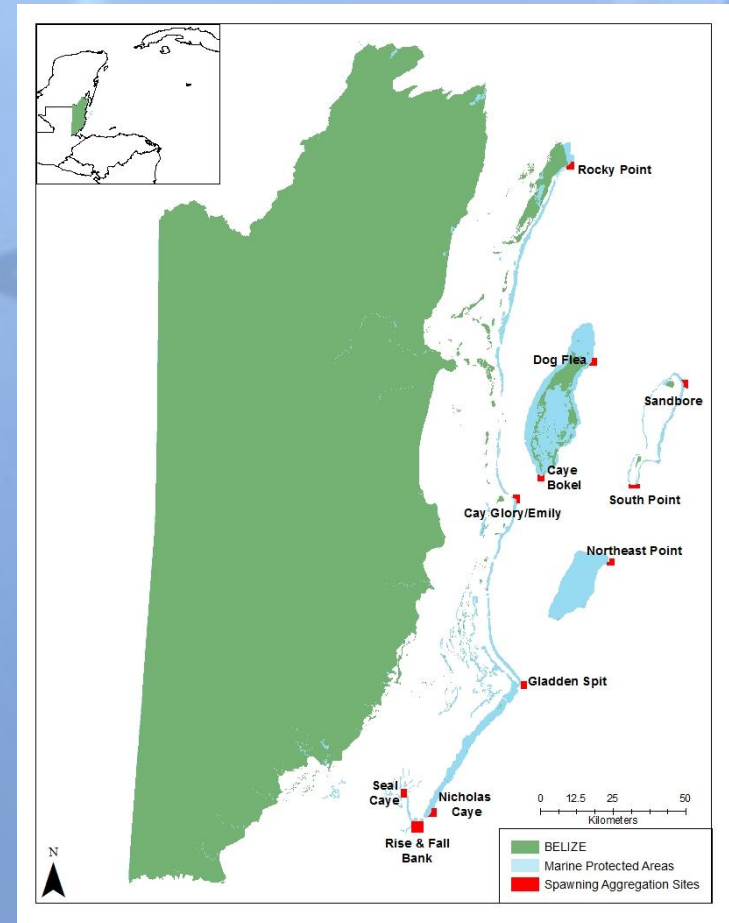 Rocky Point
Dog Flea
Sandbore
Caye
Bokel
South Point
Cay Glory/Emily
Northeast Point
Gladden Spit
Seal
Caye
Nicholas
Caye
Rise & Fall
Bank
0 12.5 25 50
Kilometers
N
BELIZE
Marine Protected Areas
Spawning Aggregation Sites